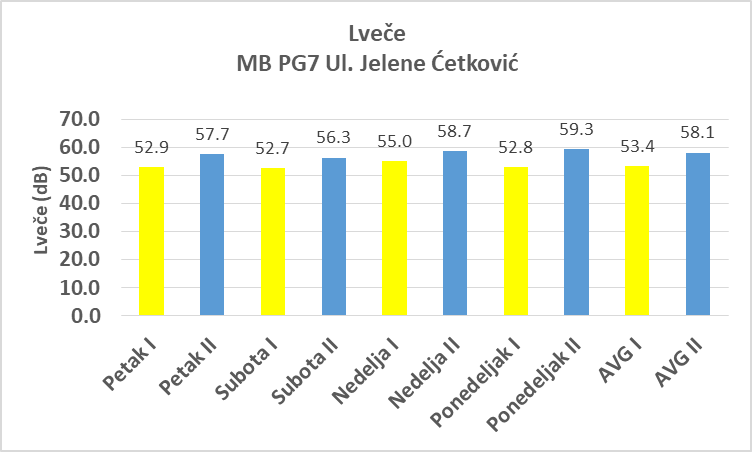 Lveče
MB PG7 Ul. Jelene Ćetković
Lveče (dB)
70.0
60.0
50.0
40.0
30.0
20.0
10.0
0.0
52.9
57.7
52.7
56.3
55.0
58.7
52.8
59.3
53.4
58.1
Petak I
Petak II
Subota I
Subota II
Nedelja I
Nedelja II
Ponedeljak I
Ponedeljak II
AVG I
AVG II